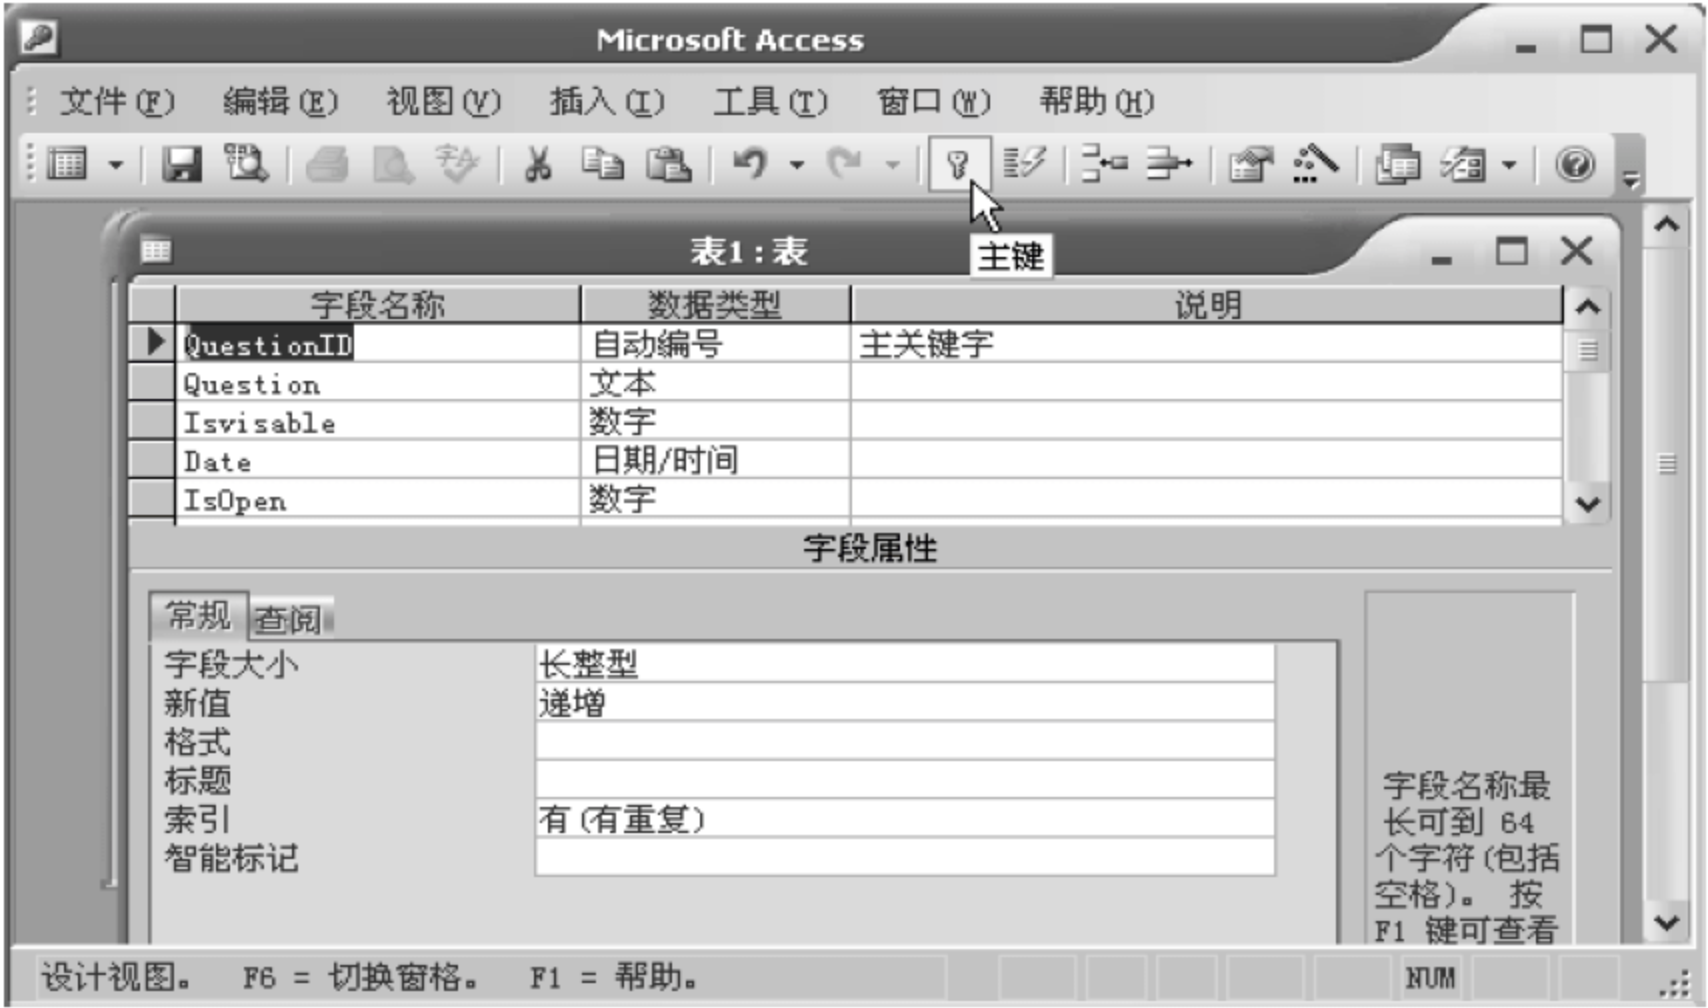 Microsoft Access
文件(F) 编辑(E) 视图(V) 插入(I) 工具(T) 窗口(W) 帮助(H)
表1 : 表
主键
字段名称 数据类型 说明
QuestionID 自动编号 主关键字
Question 文本
Isvisable 数字
Date 日期/时间
IsOpen 数字
字段属性
常规 查阅
字段大小 长整型
新值 递增
格式
标题
索引 有(有重复)
智能标记
字段名称最
长可到 64
个字符(包括
空格)。 按
F1 键可查看
设计视图。 F6 = 切换窗格。 F1 = 帮助。 NUM